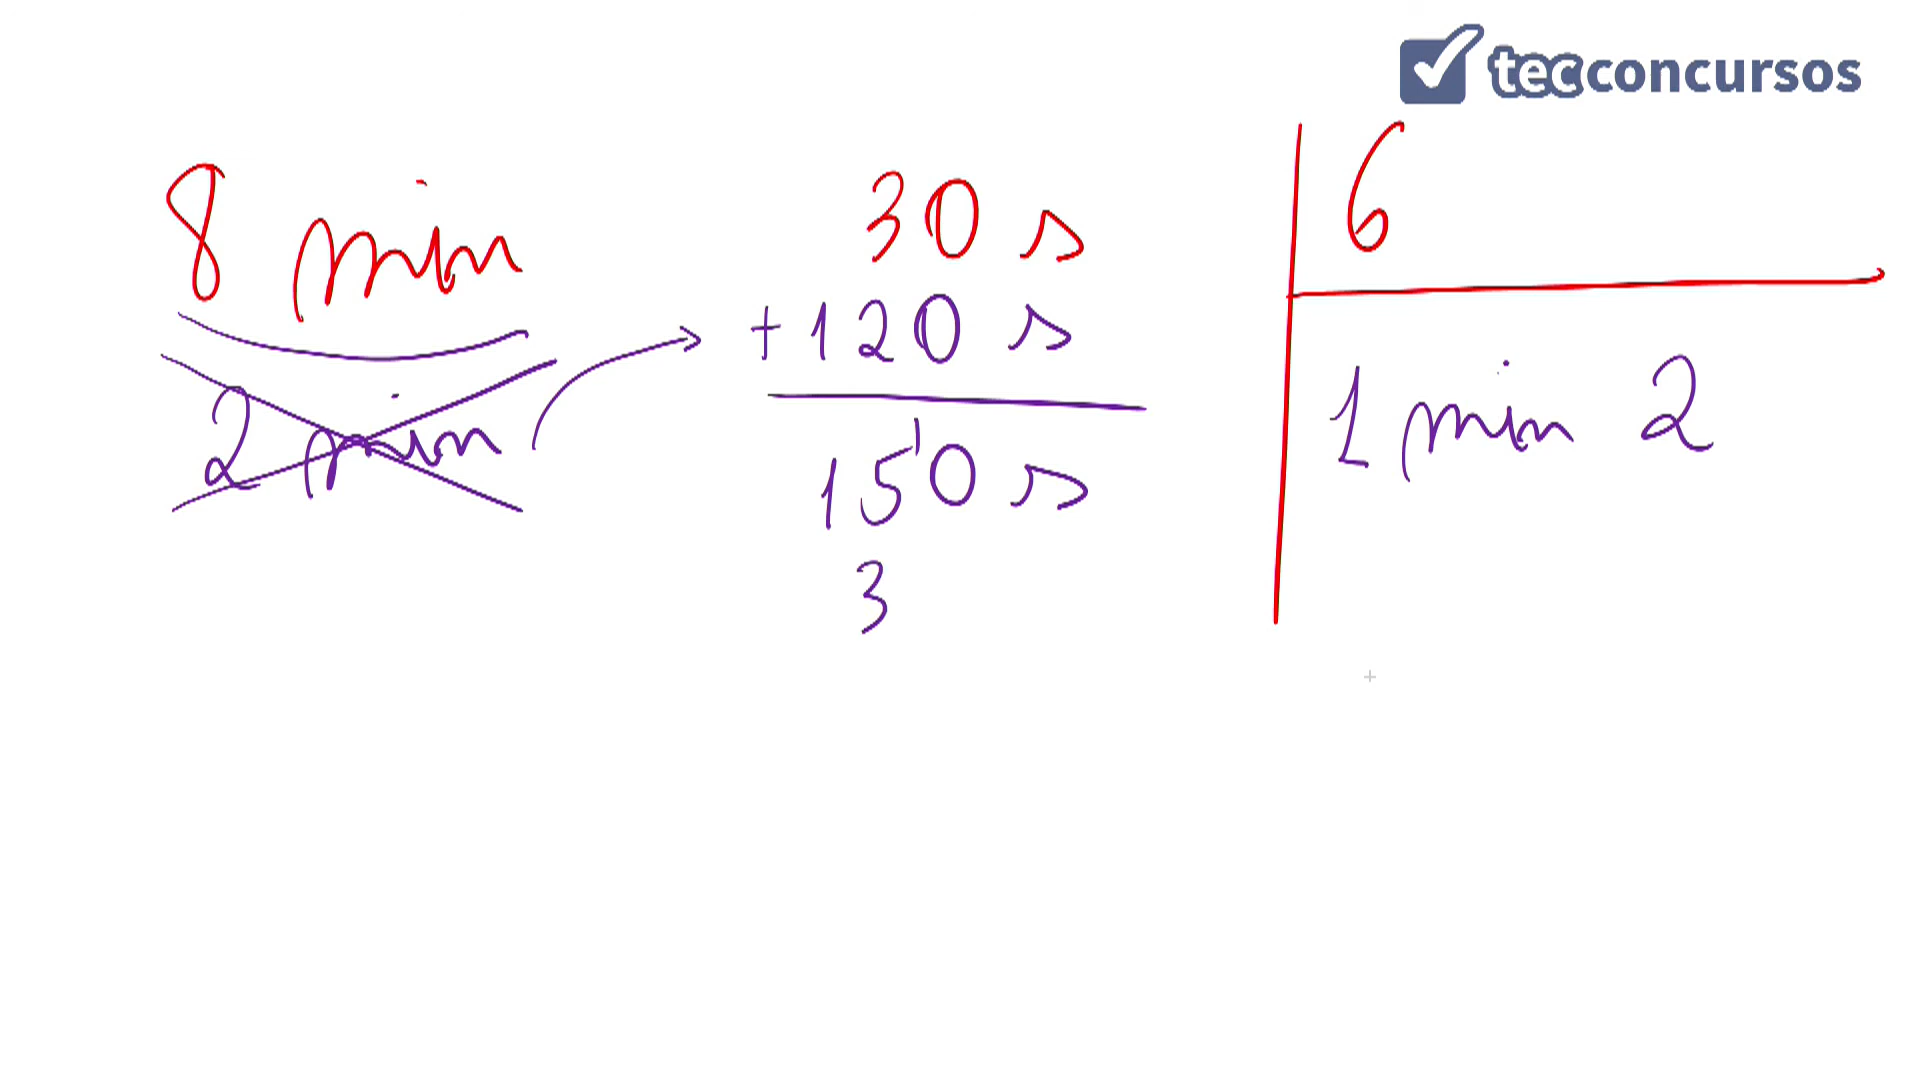 tecconcursos
8 min 30 s 6
+ 120 s
2 min 1 min 2
150 s
3